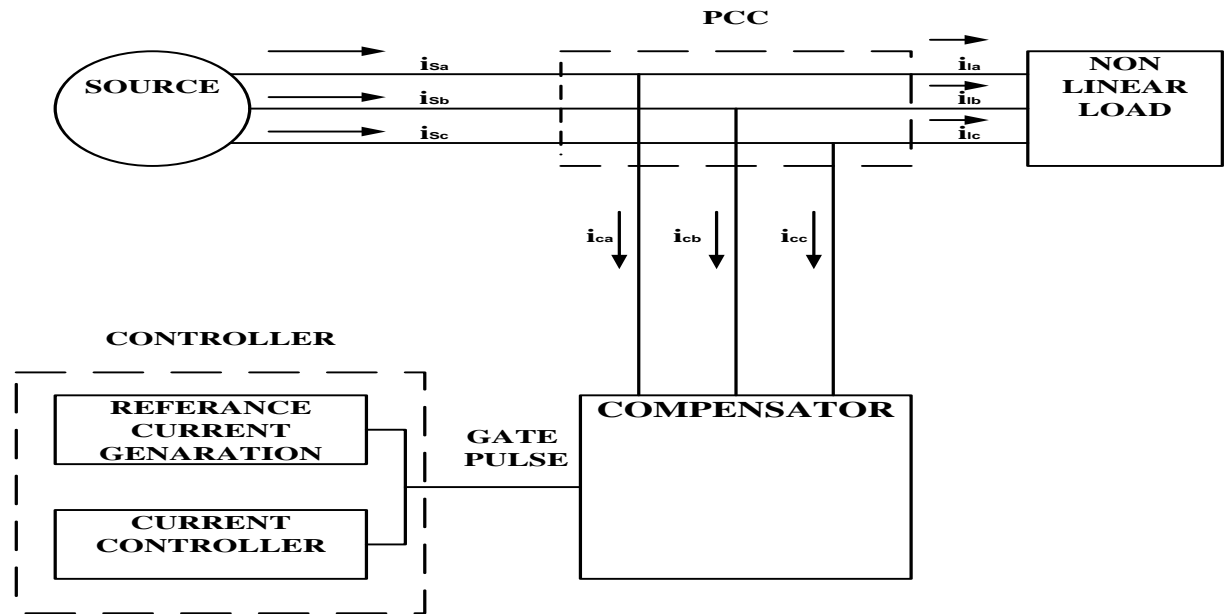 PCC
SOURCE
iSa
iSb
iSc
ila
ilb
ilc
NON
LINEAR
LOAD
ica
icb
icc
CONTROLLER
REFERANCE
CURRENT
GENARATION
CURRENT
CONTROLLER
GATE
PULSE
COMPENSATOR